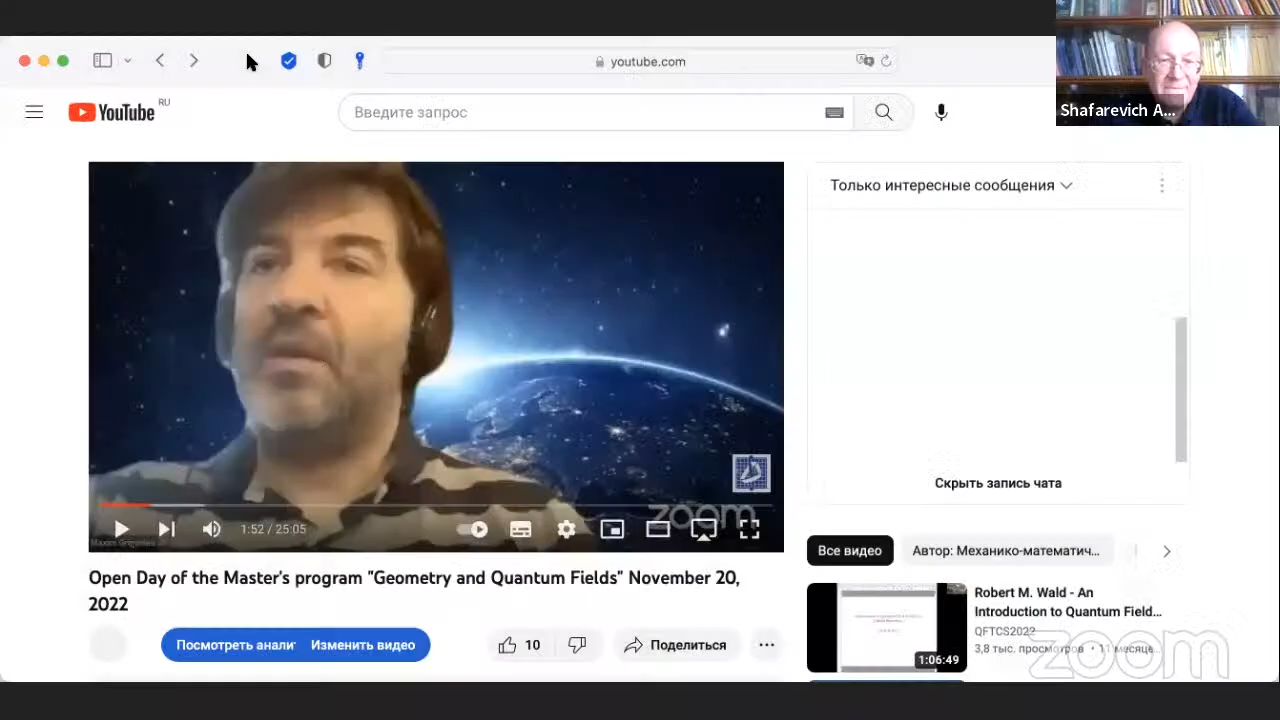 youtube.com
Shafarevich A...
YouTube RU
Введите запрос
Только интересные сообщения
zoom
1:52 / 25:05
Скрыть запись чата
Open Day of the Master's program "Geometry and Quantum Fields" November 20,
2022
Посмотреть анали
Изменить видео
10
Поделиться
Все видео
Автор: Механико-математич...
Robert M. Wald - An
Introduction to Quantum Field...
QFTCS2022
3,8 тыс. просмотров • 11 месяце...
1:06:49
zoom